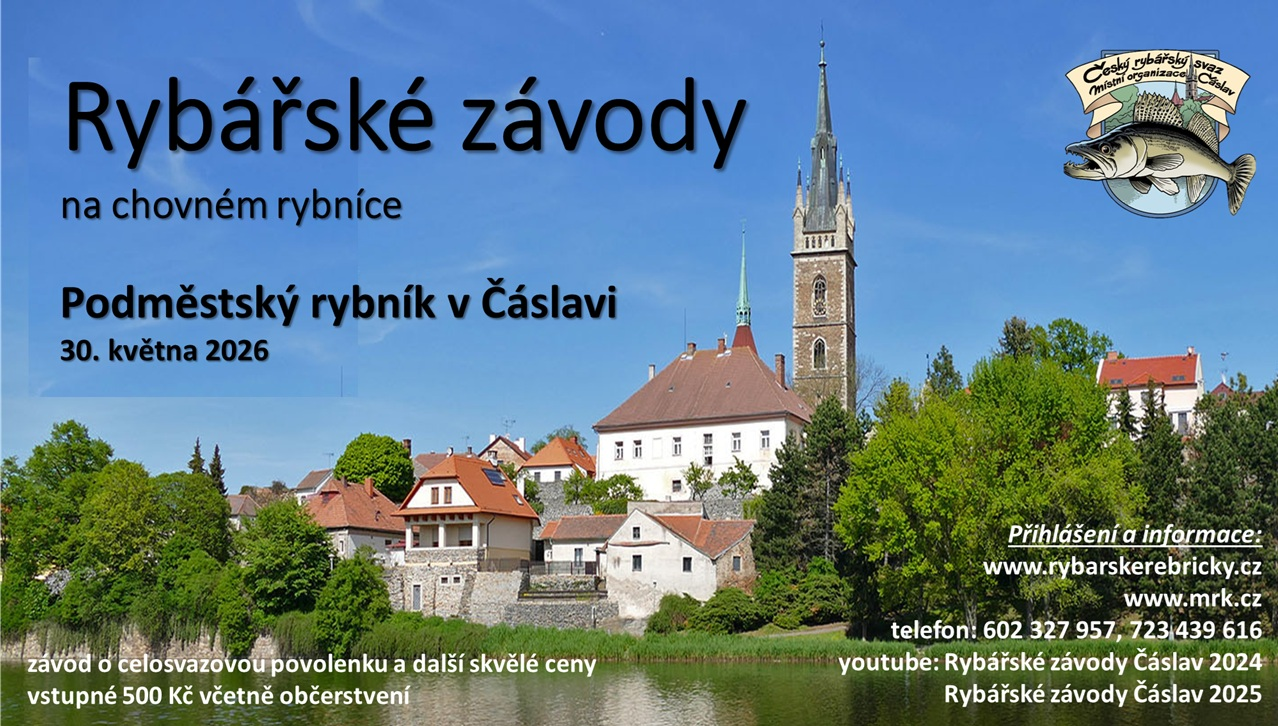 Rybářské závody
na chovném rybníce
Podměstský rybník v Čáslavi
30. května 2026
Český rybářský svaz
Místní organizace Čáslav
Přihlášení a informace:
www.rybarskerebricky.cz
www.mrk.cz
telefon: 602 327 957, 723 439 616
youtube: Rybářské závody Čáslav 2024
Rybářské závody Čáslav 2025
závod o celosvazovou povolenku a další skvělé ceny
vstupné 500 Kč včetně občerstvení